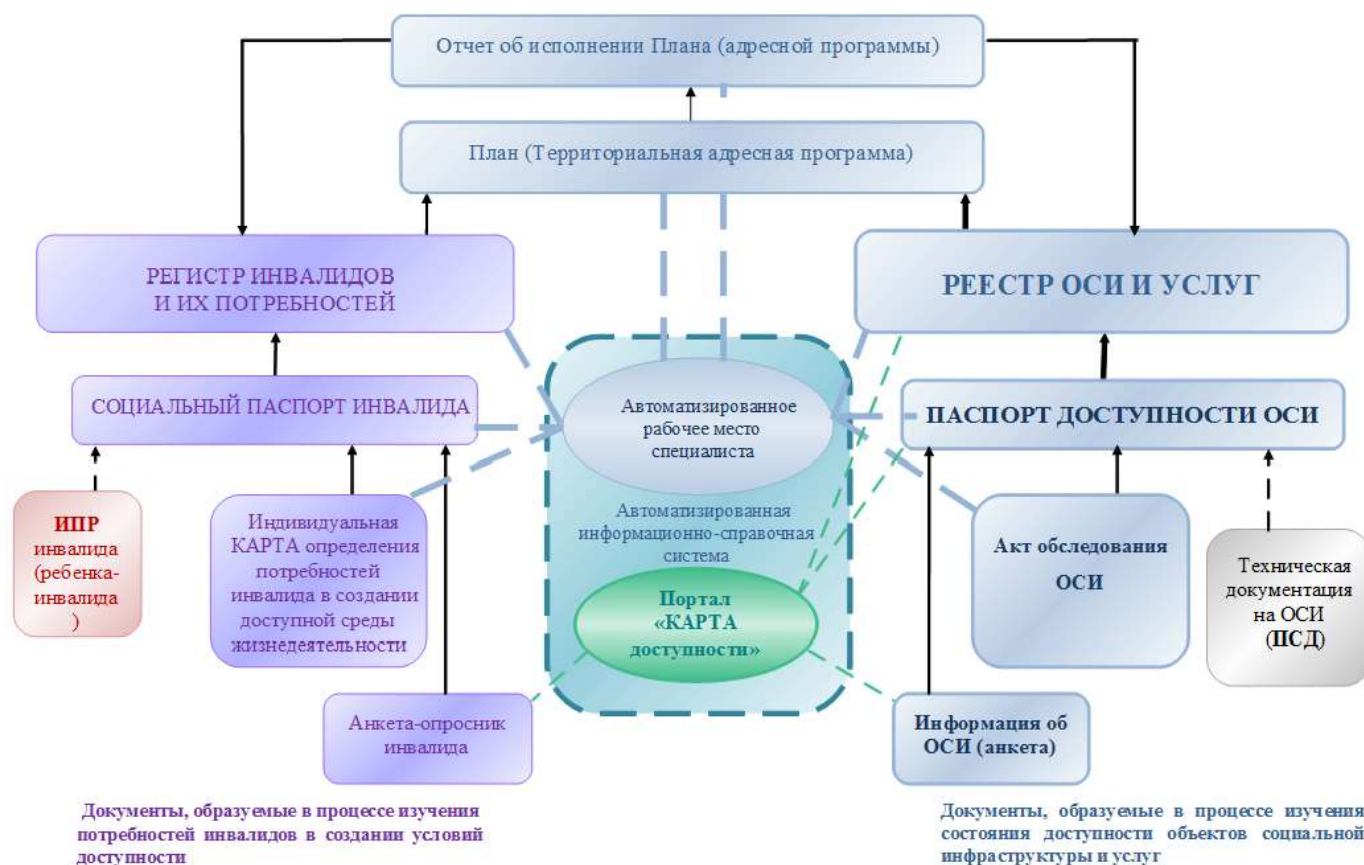 Отчет об исполнении Плана (адресной программы)
План (Территориальная адресная программа)
РЕГИСТР ИНВАЛИДОВ
И ИХ ПОТРЕБНОСТЕЙ
РЕЕСТР ОСИ И УСЛУГ
СОЦИАЛЬНЫЙ ПАСПОРТ ИНВАЛИДА
Автоматизированное
рабочее место
специалиста
ПАСПОРТ ДОСТУПНОСТИ ОСИ
ИПР
инвалида
(ребенка-
инвалида
)
Индивидуальная
КАРТА определения
потребностей
инвалида в создании
доступной среды
жизнедеятельности
Автоматизированная
информационно-справочная
система
Портал
«КАРТА
доступности»
Акт обследования
ОСИ
Техническая
документация
на ОСИ
(ПСД)
Анкета-опросник
инвалида
Информация об
ОСИ (анкета)
Документы, образуемые в процессе изучения
потребностей инвалидов в создании условий
доступности
Документы, образуемые в процессе изучения
состояния доступности объектов социальной
инфраструктуры и услуг